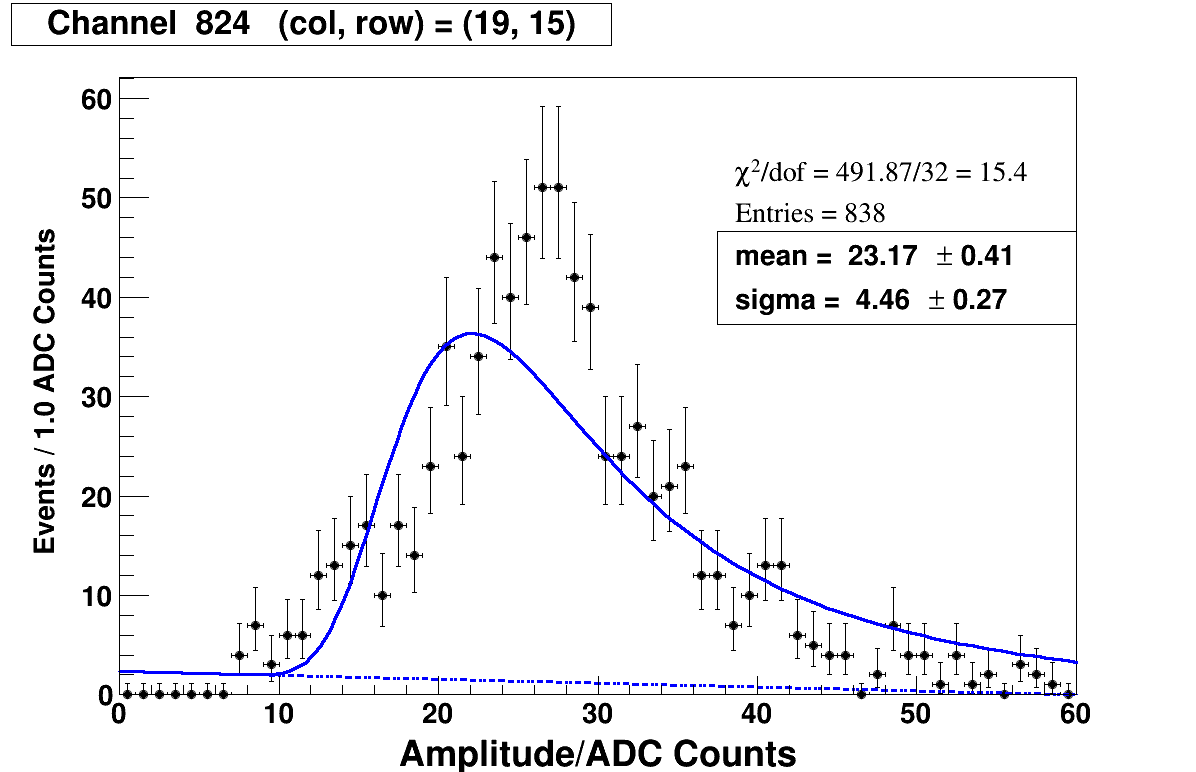 Channel 824 (col, row) = (19, 15)
60
χ²/dof = 491.87/32 = 15.4
50
Entries = 838
mean = 23.17 ± 0.41
40
sigma = 4.46 ± 0.27
30
20
10
0
Events / 1.0 ADC Counts
0 10 20 30 40 50 60
Amplitude/ADC Counts